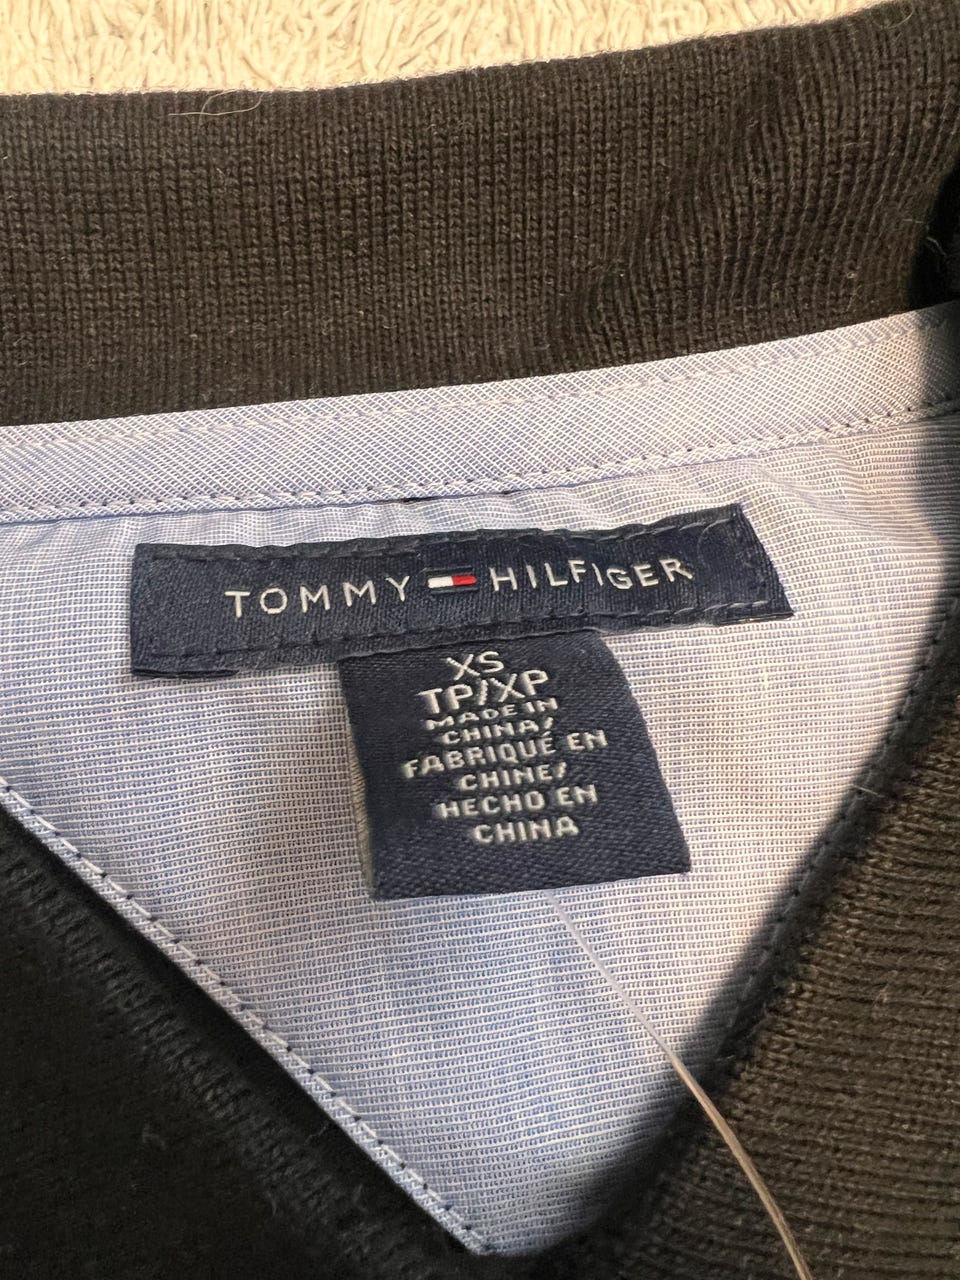 TOMMY HILFIGER
XS
TP/XP
MADE IN
CHINA/
FABRIQUÉ EN
CHINE/
HECHO EN
CHINA